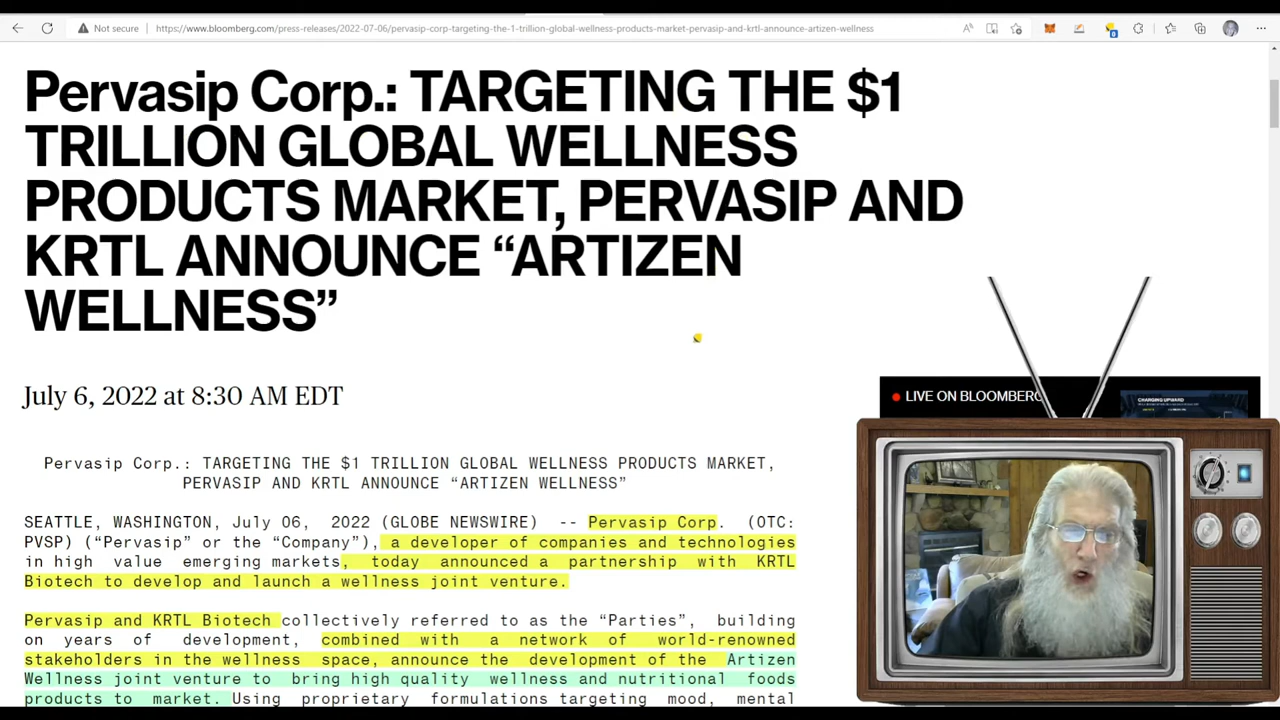 Not secure
https://www.bloomberg.com/press-releases/2022-07-06/pervasip-corp-targeting-the-1-trillion-global-wellness-products-market-pervasip-and-krtl-announce-artizen-wellness
Pervasip Corp.: TARGETING THE $1
TRILLION GLOBAL WELLNESS
PRODUCTS MARKET, PERVASIP AND
KRTL ANNOUNCE “ARTIZEN
WELLNESS”
July 6, 2022 at 8:30 AM EDT
LIVE ON BLOOMBERG
CHANGING UPWARD
Pervasip Corp.: TARGETING THE $1 TRILLION GLOBAL WELLNESS PRODUCTS MARKET,
PERVASIP AND KRTL ANNOUNCE “ARTIZEN WELLNESS”
SEATTLE, WASHINGTON, July 06, 2022 (GLOBE NEWSWIRE) -- Pervasip Corp. (OTC:
PVSP) (“Pervasip” or the “Company”), a developer of companies and technologies
in high value emerging markets, today announced a partnership with KRTL
Biotech to develop and launch a wellness joint venture.
Pervasip and KRTL Biotech collectively referred to as the “Parties”, building
on years of development, combined with a network of world-renowned
stakeholders in the wellness space, announce the development of the Artizen
Wellness joint venture to bring high quality wellness and nutritional foods
products to market. Using proprietary formulations targeting mood, mental